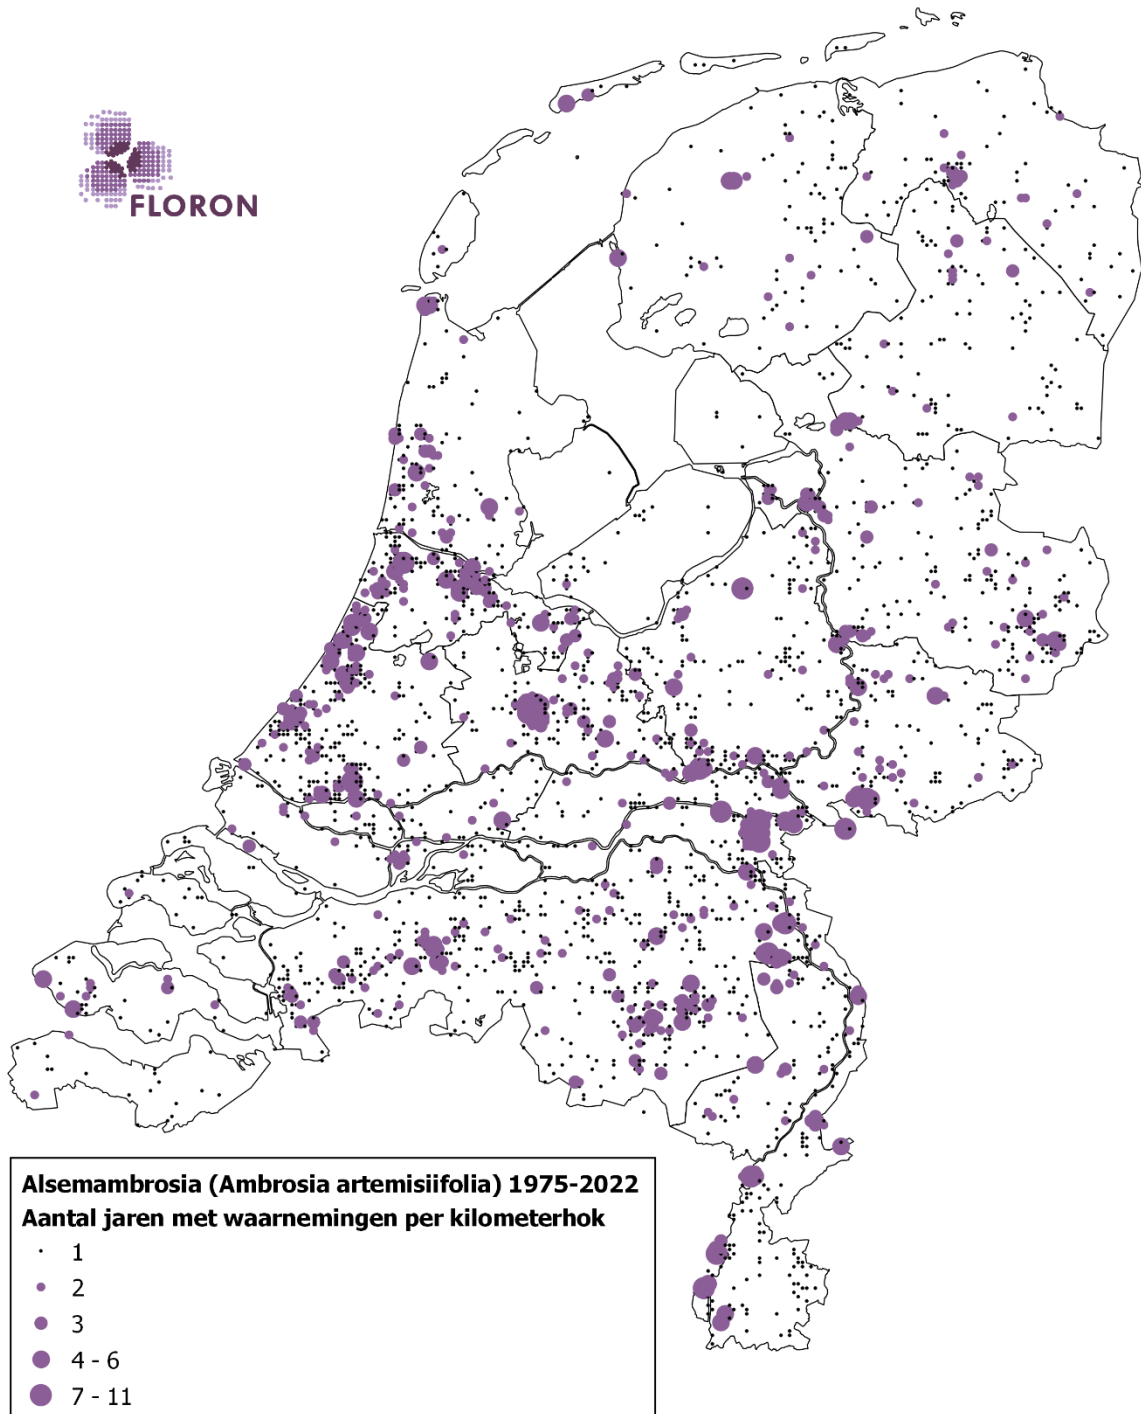 FLORON
Alsemambrosia (Ambrosia artemisiifolia) 1975-2022
Aantal jaren met waarnemingen per kilometerhok
1
2
3
4 - 6
7 - 11